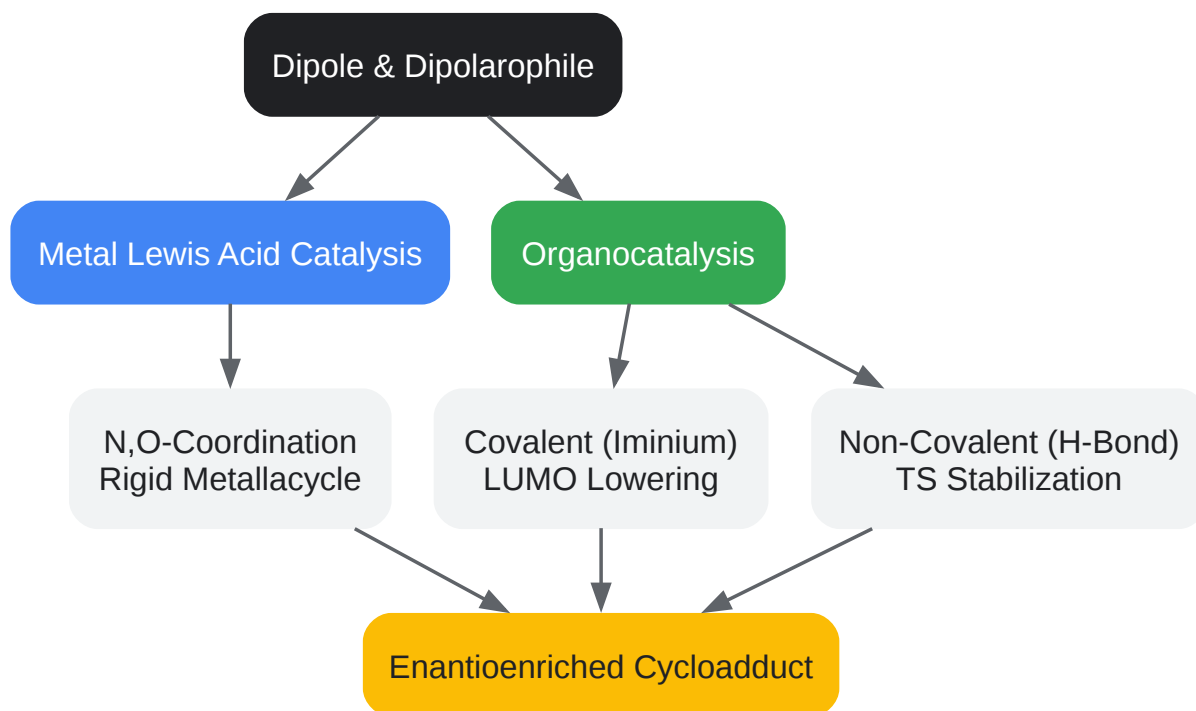 Dipole & Dipolarophile
Metal Lewis Acid Catalysis
Organocatalysis
N,O-Coordination
Rigid Metallacycle
Covalent (Iminium)
LUMO Lowering
Non-Covalent (H-Bond)
TS Stabilization
Enantioenriched Cycloadduct